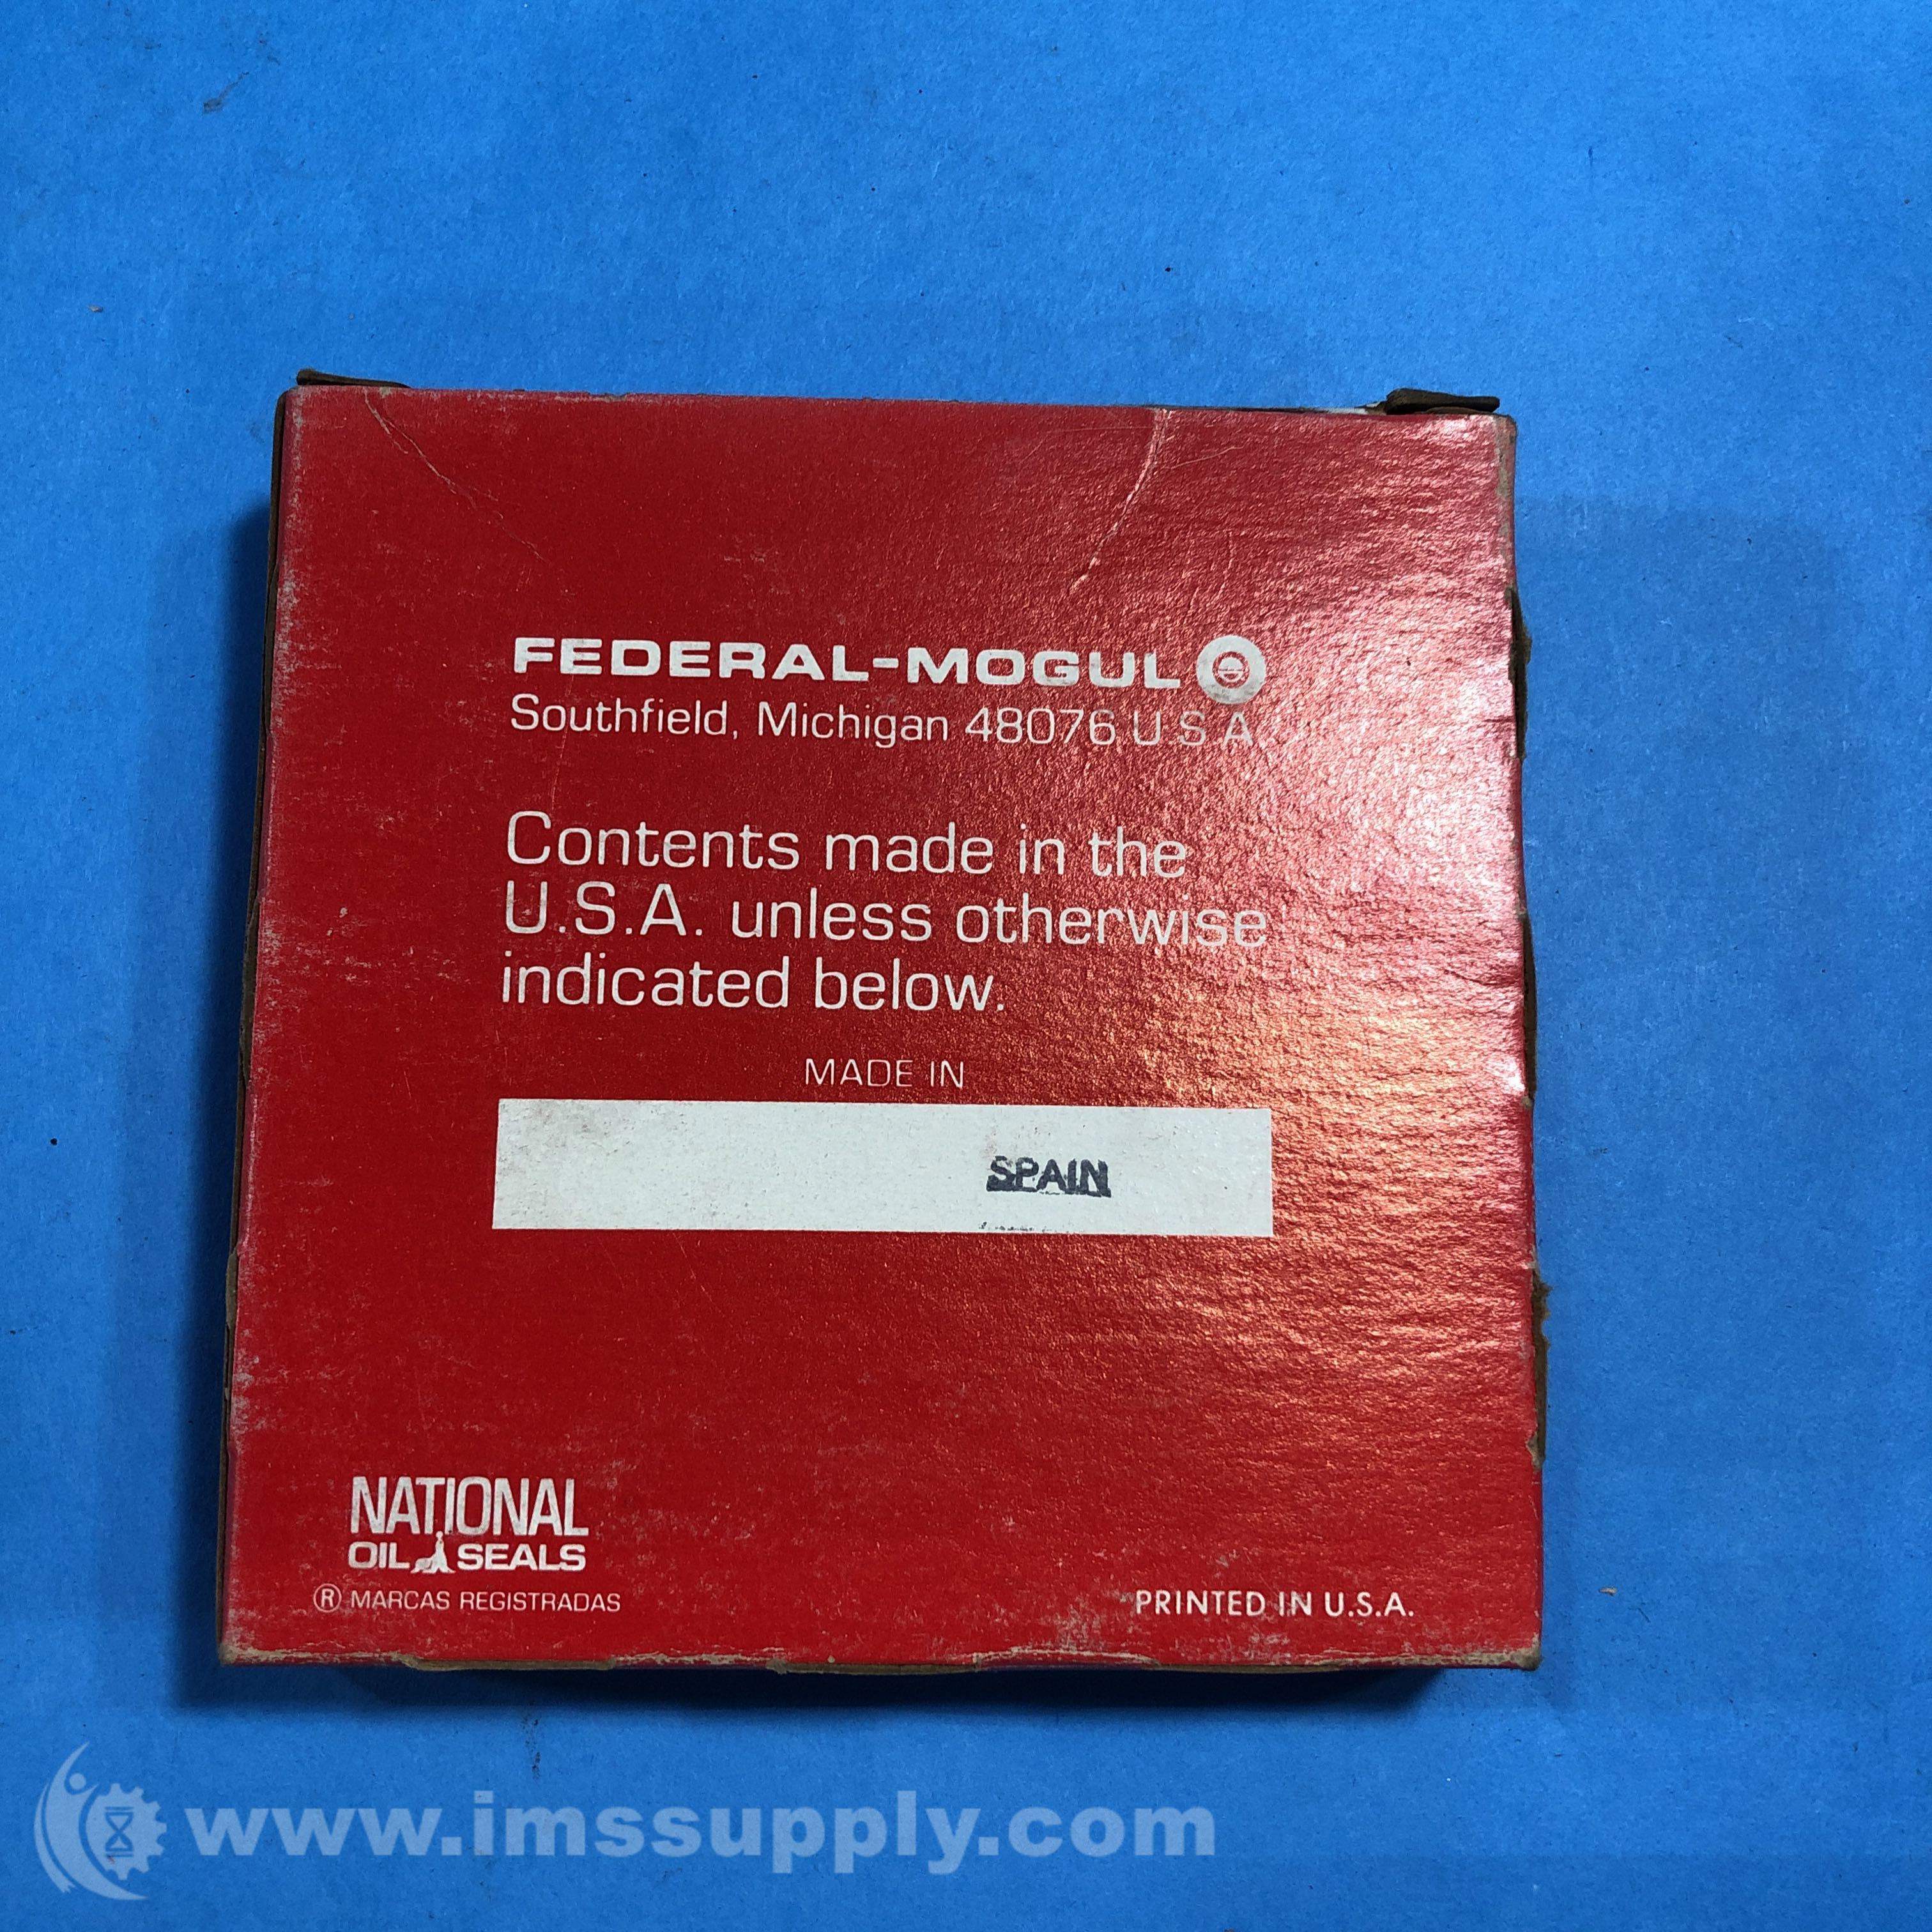 FEDERAL-MOGUL
Southfield, Michigan 48076 U.S.A.
Contents made in the
U.S.A. unless otherwise
indicated below.
MADE IN
SPAIN
NATIONAL
OIL SEALS
® MARCAS REGISTRADAS
PRINTED IN U.S.A.
www.imssupply.com